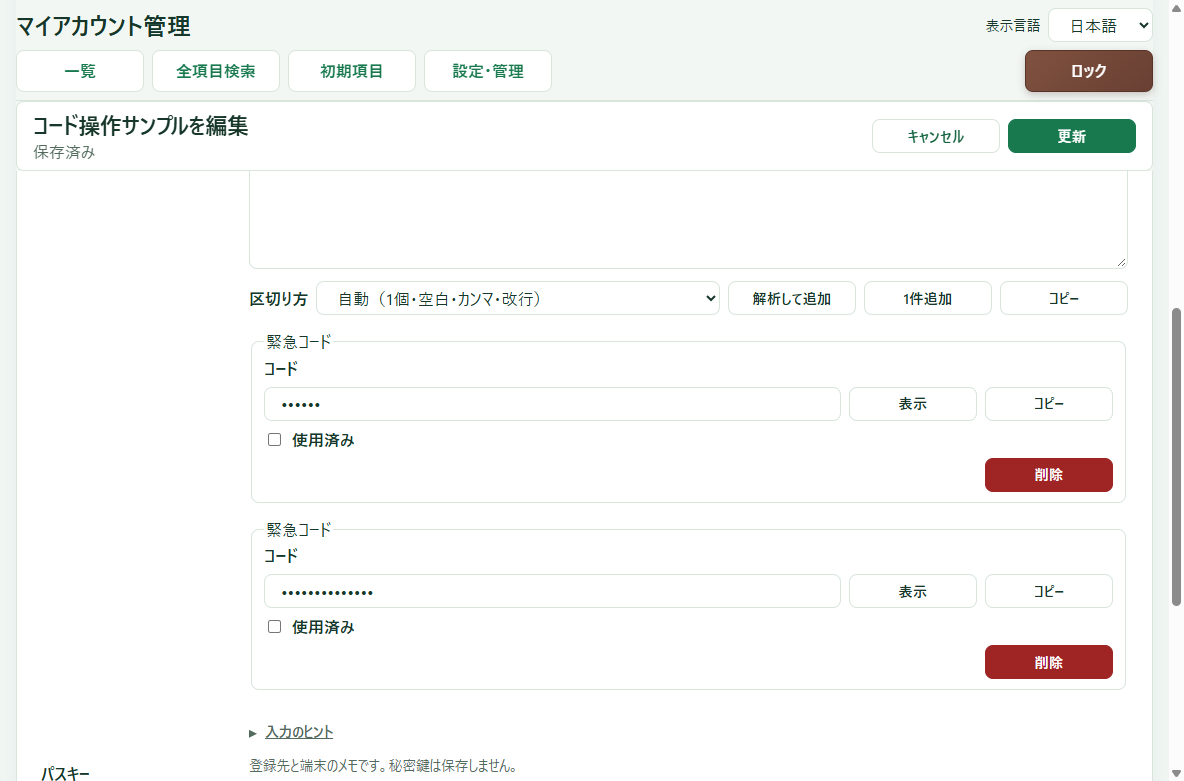 マイアカウント管理
表示言語 日本語
一覧 全項目検索 初期項目 設定・管理 ロック
コード操作サンプルを編集
保存済み
キャンセル 更新
区切り方 自動（1個・空白・カンマ・改行） 解析して追加 1件追加 コピー
緊急コード
コード
•••••• 表示 コピー
使用済み
削除
緊急コード
コード
•••••••••••••• 表示 コピー
使用済み
削除
▶ 入力のヒント
登録先と端末のメモです。秘密鍵は保存しません。
パスキー